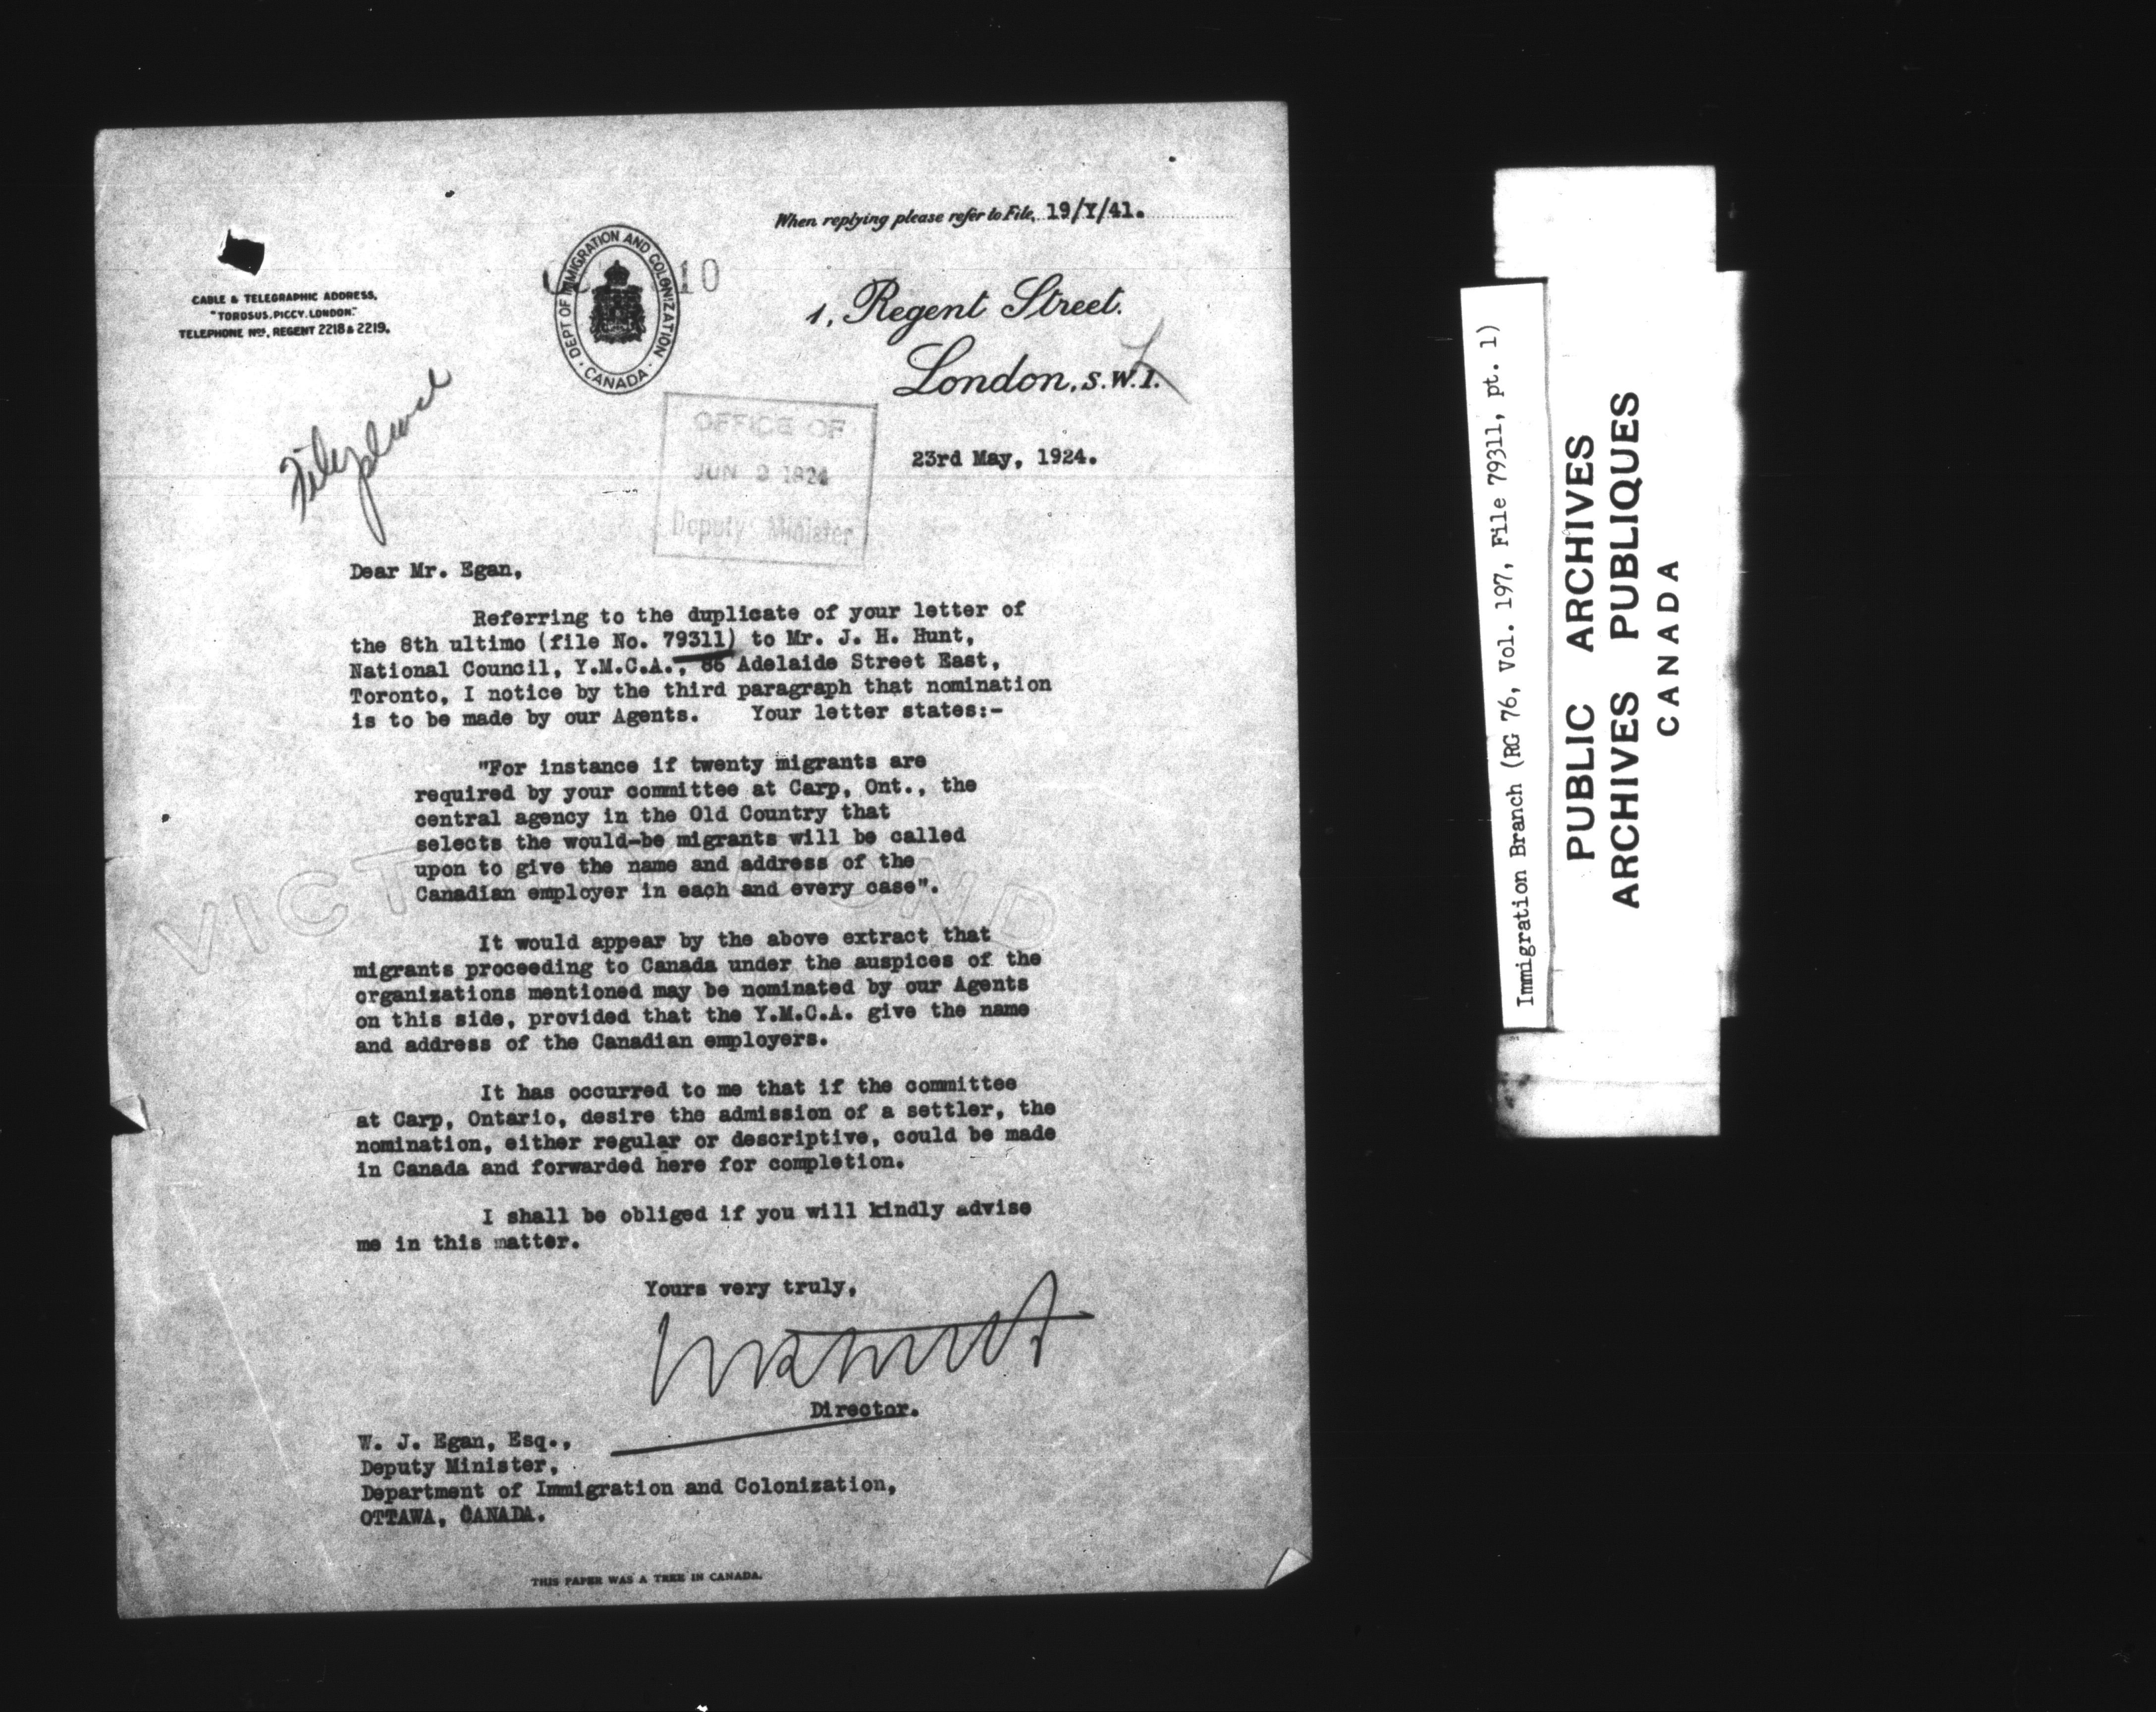 When replying please refer to File, 19/Y/41.
CABLE & TELEGRAPHIC ADDRESS,
"TOROSUS. PICCY. LONDON."
TELEPHONE Nos. REGENT 2218 & 2219.
DEPT OF IMMIGRATION AND COLONIZATION
CANADA
10
1, Regent Street.
London, S.W.1.
File please
OFFICE OF
JUN 2 1924
Deputy Minister
23rd May, 1924.
Dear Mr. Egan,
Referring to the duplicate of your letter of
the 8th ultimo (file No. 79311) to Mr. J. H. Hunt,
National Council, Y.M.C.A., 86 Adelaide Street East,
Toronto, I notice by the third paragraph that nomination
is to be made by our Agents. Your letter states:-
"For instance if twenty migrants are
required by your committee at Carp, Ont., the
central agency in the Old Country that
selects the would-be migrants will be called
upon to give the name and address of the
Canadian employer in each and every case".
It would appear by the above extract that
migrants proceeding to Canada under the auspices of the
organizations mentioned may be nominated by our Agents
on this side, provided that the Y.M.C.A. give the name
and address of the Canadian employers.
It has occurred to me that if the committee
at Carp, Ontario, desire the admission of a settler, the
nomination, either regular or descriptive, could be made
in Canada and forwarded here for completion.
I shall be obliged if you will kindly advise
me in this matter.
Yours very truly,
Director.
W. J. Egan, Esq.,
Deputy Minister,
Department of Immigration and Colonization,
OTTAWA, CANADA.
THIS PAPER WAS A TREE IN CANADA.
Immigration Branch (RG 76, Vol. 197, File 79311, pt. 1)
PUBLIC ARCHIVES
ARCHIVES PUBLIQUES
CANADA